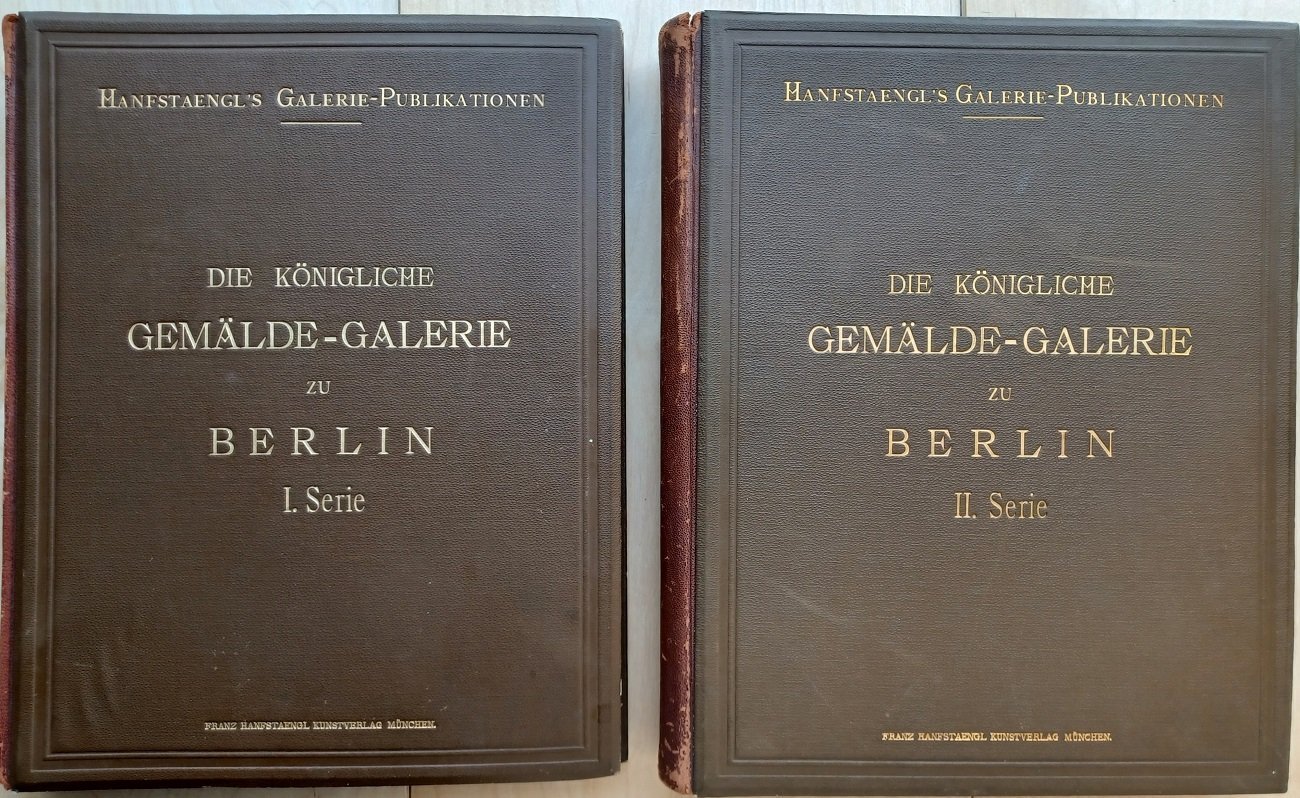 HANFSTAENGL'S GALERIE-PUBLIKATIONEN
DIE KÖNIGLICHE
GEMÄLDE-GALERIE
ZU
BERLIN
I. Serie
FRANZ HANFSTAENGL KUNSTVERLAG MÜNCHEN.
HANFSTAENGL'S GALERIE-PUBLIKATIONEN
DIE KÖNIGLICHE
GEMÄLDE-GALERIE
ZU
BERLIN
II. Serie
FRANZ HANFSTAENGL KUNSTVERLAG MÜNCHEN.